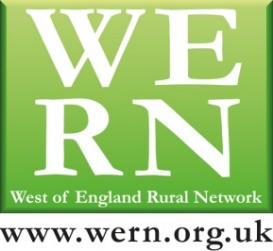 WE
RN
West of England Rural Network
www.wern.org.uk